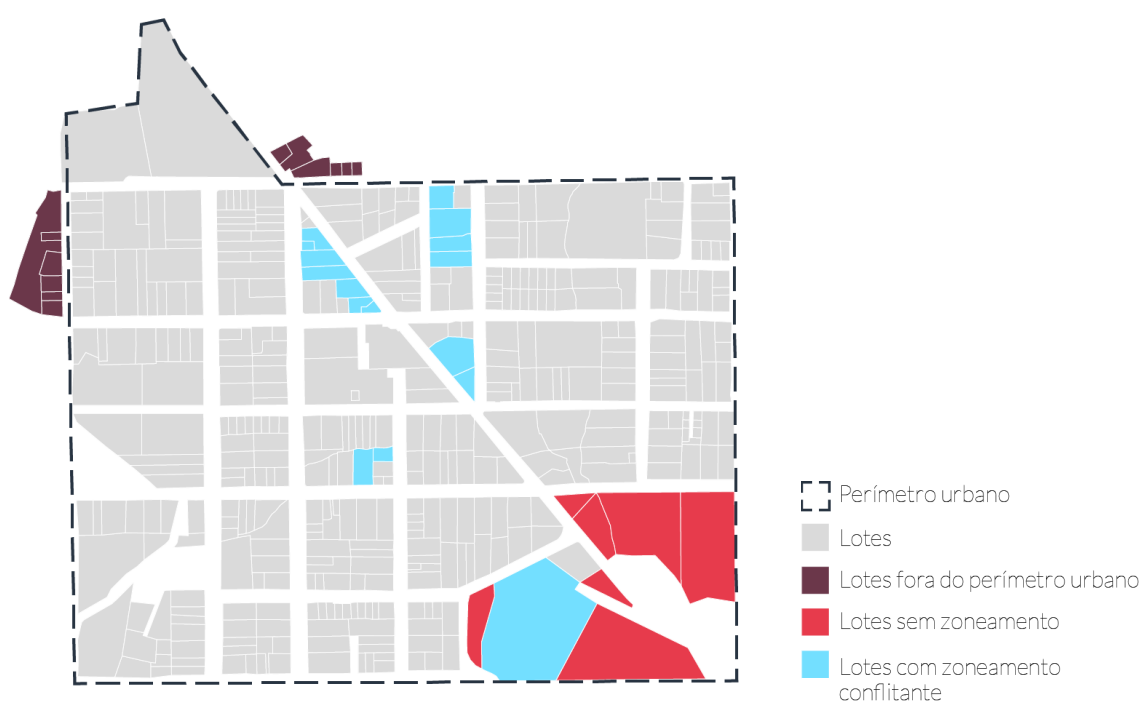 Perímetro urbano
Lotes
Lotes fora do perímetro urbano
Lotes sem zoneamento
Lotes com zoneamento
conflitante